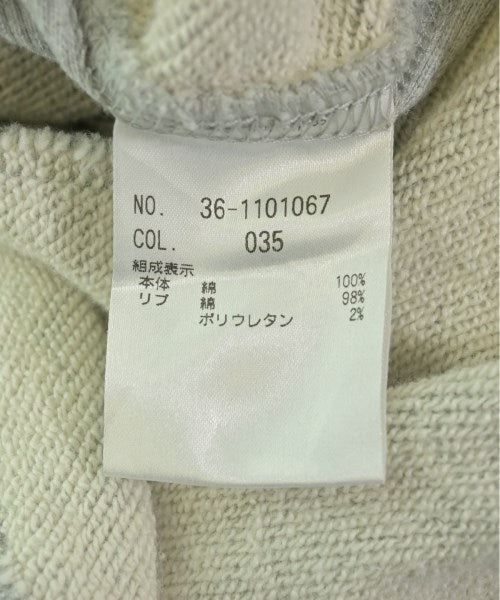 NO. 36-1101067
COL. 035
組成表示
本体 綿 100%
リブ 綿 98%
ポリウレタン 2%